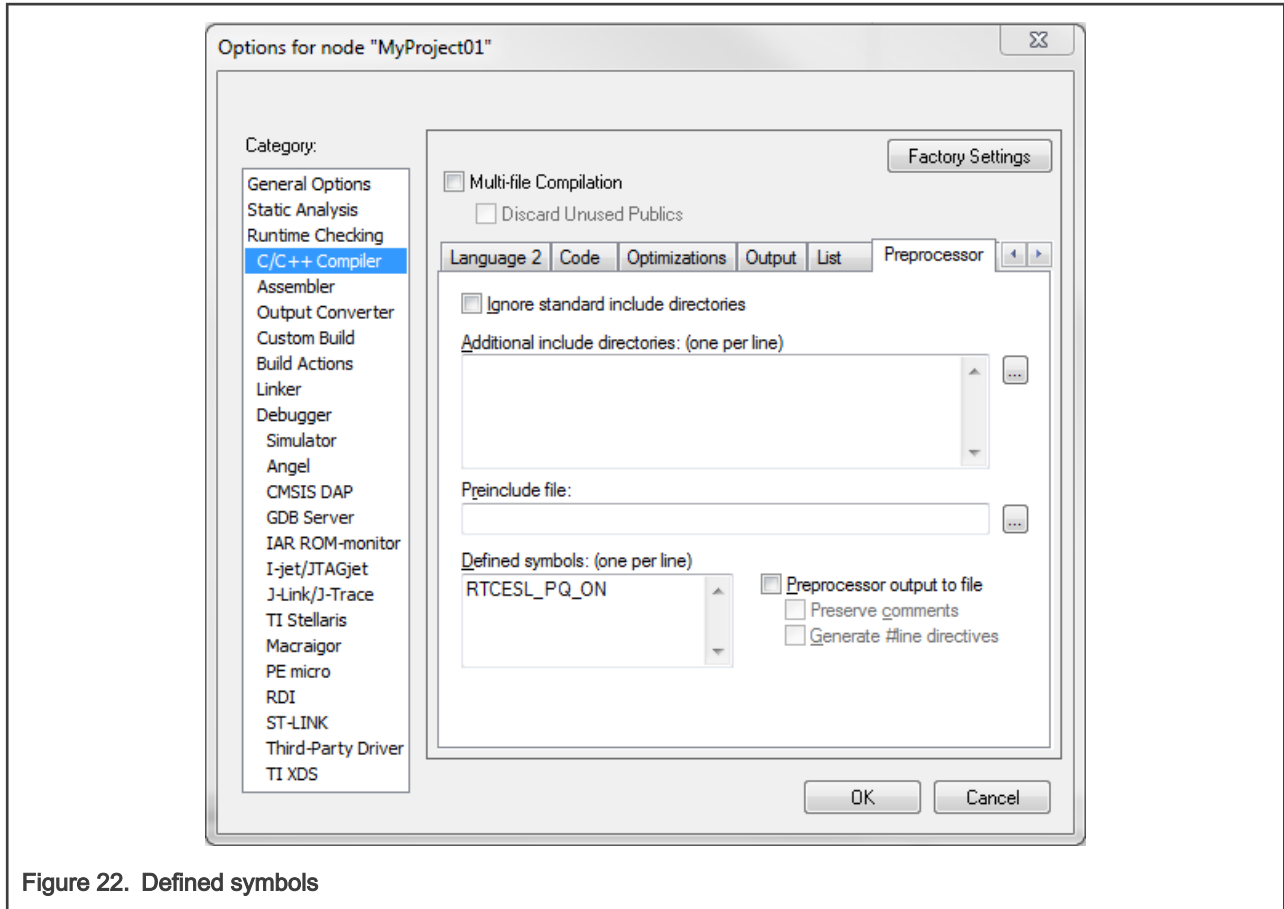 Options for node "MyProject01"
Category:
General Options
Static Analysis
Runtime Checking
C/C++ Compiler
Assembler
Output Converter
Custom Build
Build Actions
Linker
Debugger
Simulator
Angel
CMSIS DAP
GDB Server
IAR ROM-monitor
I-jet/JTAGjet
J-Link/J-Trace
TI Stellaris
Macraigor
PE micro
RDI
ST-LINK
Third-Party Driver
TI XDS
Factory Settings
Multi-file Compilation
Discard Unused Publics
Language 2 Code Optimizations Output List Preprocessor
Ignore standard include directories
Additional include directories: (one per line)
...
Preinclude file:
...
Defined symbols: (one per line)
RTCESL_PQ_ON
Preprocessor output to file
Preserve comments
Generate #line directives
OK Cancel
Figure 22. Defined symbols